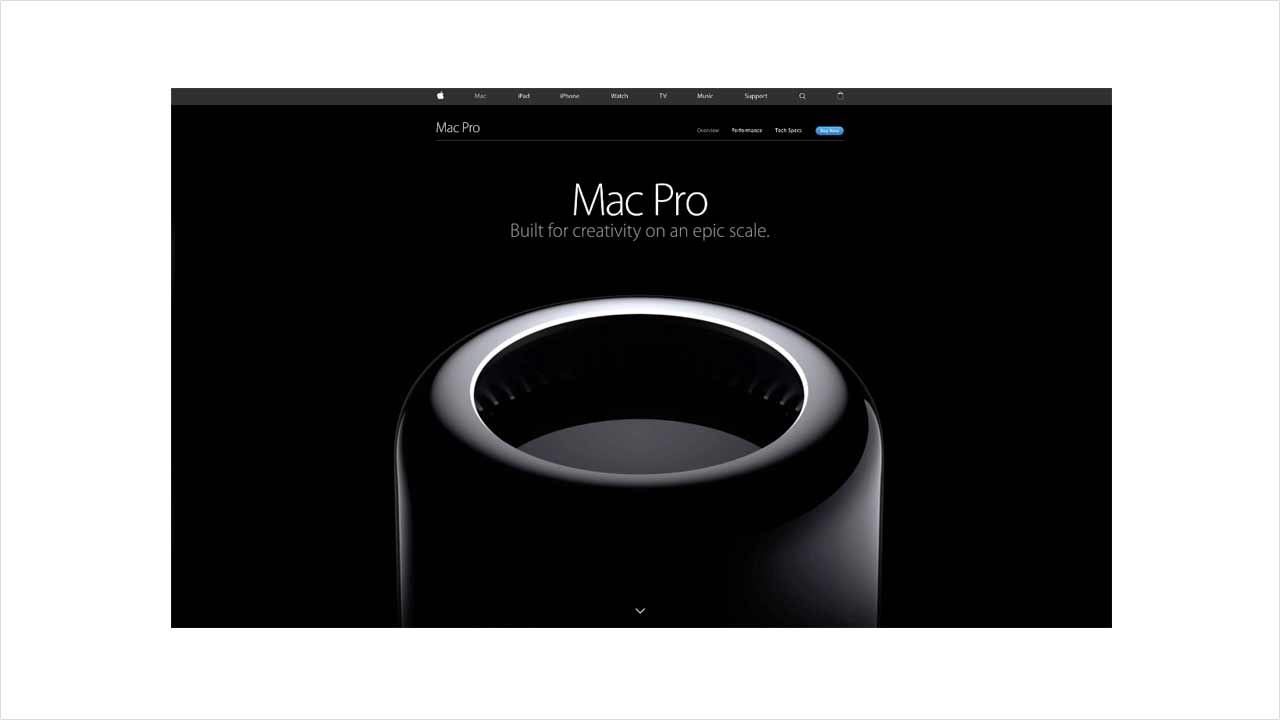 Mac iPad iPhone Watch TV Music Support
Mac Pro
Overview Performance Tech Specs Buy Now
Mac Pro
Built for creativity on an epic scale.